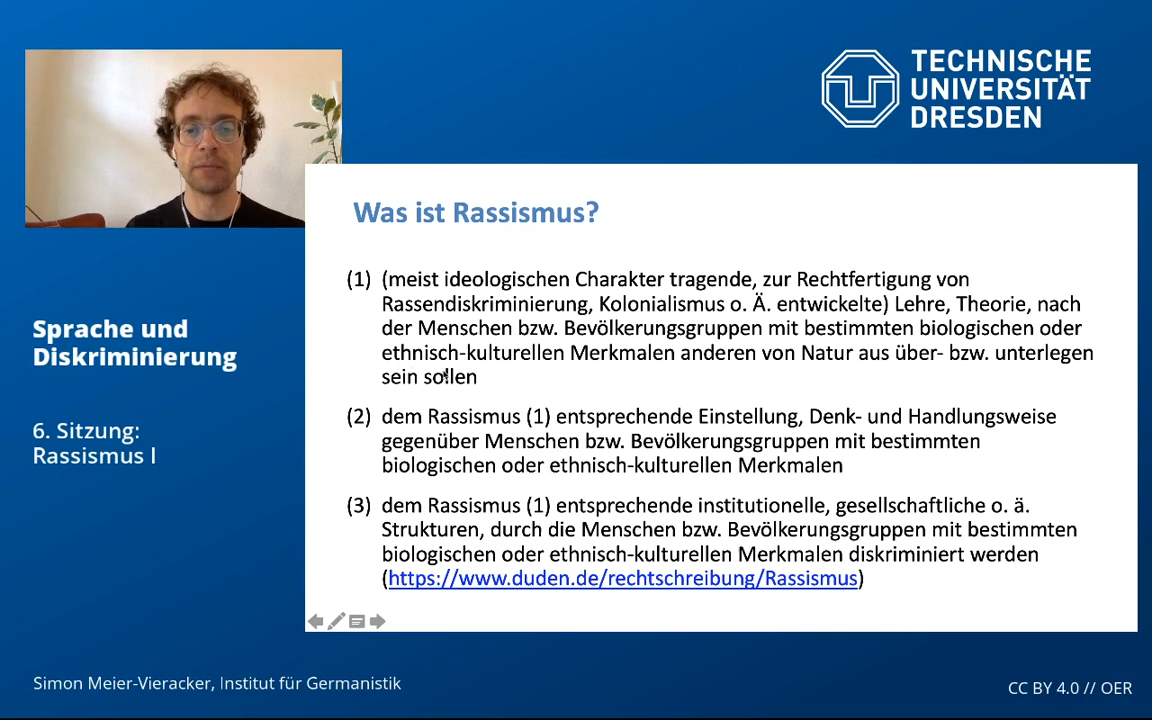 TECHNISCHE
UNIVERSITÄT
DRESDEN
Was ist Rassismus?
(1) (meist ideologischen Charakter tragende, zur Rechtfertigung von
Rassendiskriminierung, Kolonialismus o. Ä. entwickelte) Lehre, Theorie, nach
der Menschen bzw. Bevölkerungsgruppen mit bestimmten biologischen oder
ethnisch-kulturellen Merkmalen anderen von Natur aus über- bzw. unterlegen
sein sollen
(2) dem Rassismus (1) entsprechende Einstellung, Denk- und Handlungsweise
gegenüber Menschen bzw. Bevölkerungsgruppen mit bestimmten
biologischen oder ethnisch-kulturellen Merkmalen
(3) dem Rassismus (1) entsprechende institutionelle, gesellschaftliche o. ä.
Strukturen, durch die Menschen bzw. Bevölkerungsgruppen mit bestimmten
biologischen oder ethnisch-kulturellen Merkmalen diskriminiert werden
(https://www.duden.de/rechtschreibung/Rassismus)
Sprache und
Diskriminierung
6. Sitzung:
Rassismus I
Simon Meier-Vieracker, Institut für Germanistik
CC BY 4.0 // OER